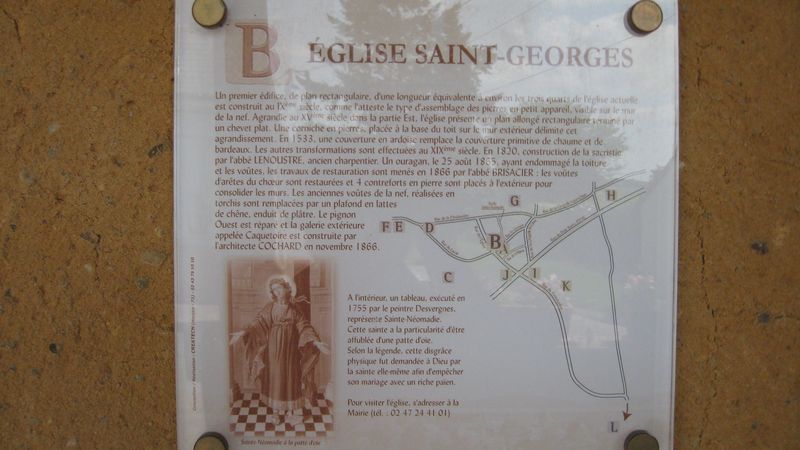 B
ÉGLISE SAINT-GEORGES
Un premier édifice, de plan rectangulaire, d'une longueur équivalente à environ les trois quarts de l'église actuelle
est construit au IXème siècle, comme l'atteste le type d'assemblage des pierres en petit appareil, visible sur le mur
de la nef. Agrandie au XVème siècle dans la partie Est, l'église présente un plan allongé rectangulaire terminé par
un chevet plat. Une corniche en pierres, placée à la base du toit sur le mur extérieur délimite cet
agrandissement. En 1533, une couverture en ardoise remplace la couverture primitive de chaume et de
bardeaux. Les autres transformations sont effectuées au XIXème siècle. En 1820, construction de la sacristie
par l'abbé LENOUSTRE, ancien charpentier. Un ouragan, le 25 août 1865, ayant endommagé la toiture
et les voûtes, les travaux de restauration sont menés en 1866 par l'abbé BRISACIER : les voûtes
d'arêtes du chœur sont restaurées et 4 contreforts en pierre sont placés à l'extérieur pour
consolider les murs. Les anciennes voûtes de la nef, réalisées en
torchis sont remplacées par un plafond en lattes
de chêne, enduit de plâtre. Le pignon
Ouest est réparé et la galerie extérieure
appelée Caquetoire est construite par
l'architecte COCHARD en novembre 1866.
G
H
F E
D
B
C
J
I
K
L
A l'intérieur, un tableau, exécuté en
1755 par le peintre Desvergnes,
représente Sainte-Néomadie.
Cette sainte a la particularité d'être
affublée d'une patte d'oie.
Selon la légende, cette disgrâce
physique fut demandée à Dieu par
la sainte elle-même afin d'empêcher
son mariage avec un riche païen.
Pour visiter l'église, s'adresser à la
Mairie (tél. : 02 47 24 41 01)
Sainte Néomadie à la patte d'oie